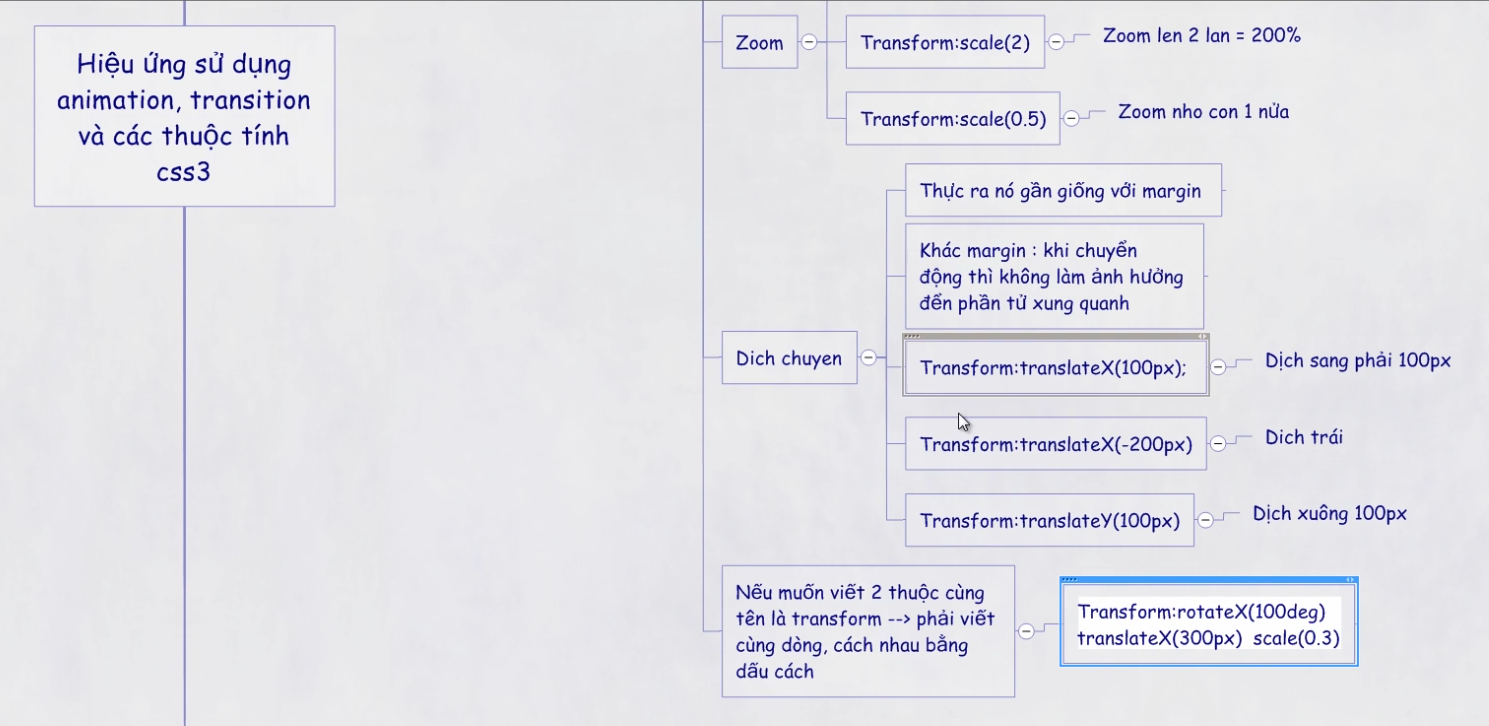 Hiệu ứng sử dụng
animation, transition
và các thuộc tính
css3
Zoom
Transform:scale(2)
Zoom len 2 lan = 200%
Transform:scale(0.5)
Zoom nho con 1 nửa
Dich chuyen
Thực ra nó gần giống với margin
Khác margin : khi chuyển
động thì không làm ảnh hưởng
đến phần tử xung quanh
Transform:translateX(100px);
Dịch sang phải 100px
Transform:translateX(-200px)
Dich trái
Transform:translateY(100px)
Dịch xuông 100px
Nếu muốn viết 2 thuộc cùng
tên là transform --> phải viết
cùng dòng, cách nhau bằng
dấu cách
Transform:rotateX(100deg)
translateX(300px) scale(0.3)